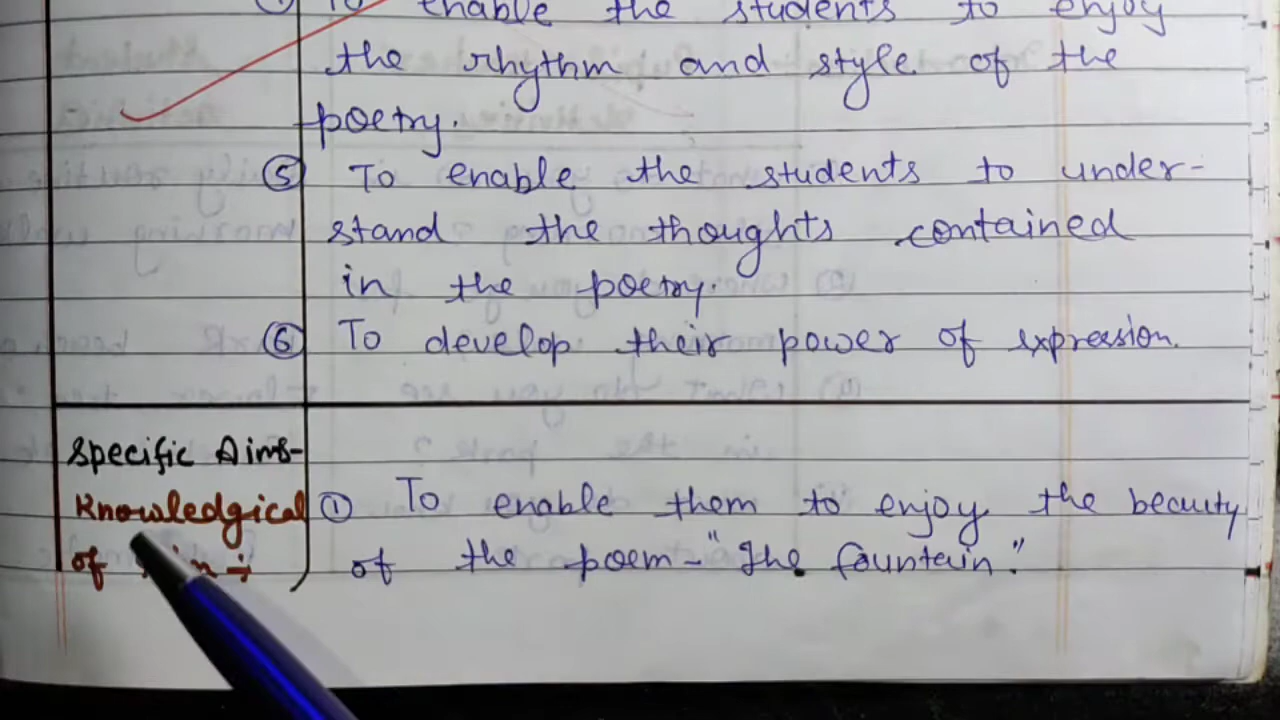 To enable the students to enjoy
the rhythm and style of the
poetry.
⑤ To enable the students to under-
stand the thoughts contained
in the poetry.
⑥ To develop their power of expression.
Specific Aims-
Knowledgical ① To enable them to enjoy the beauty
of of the poem - "The fountain."